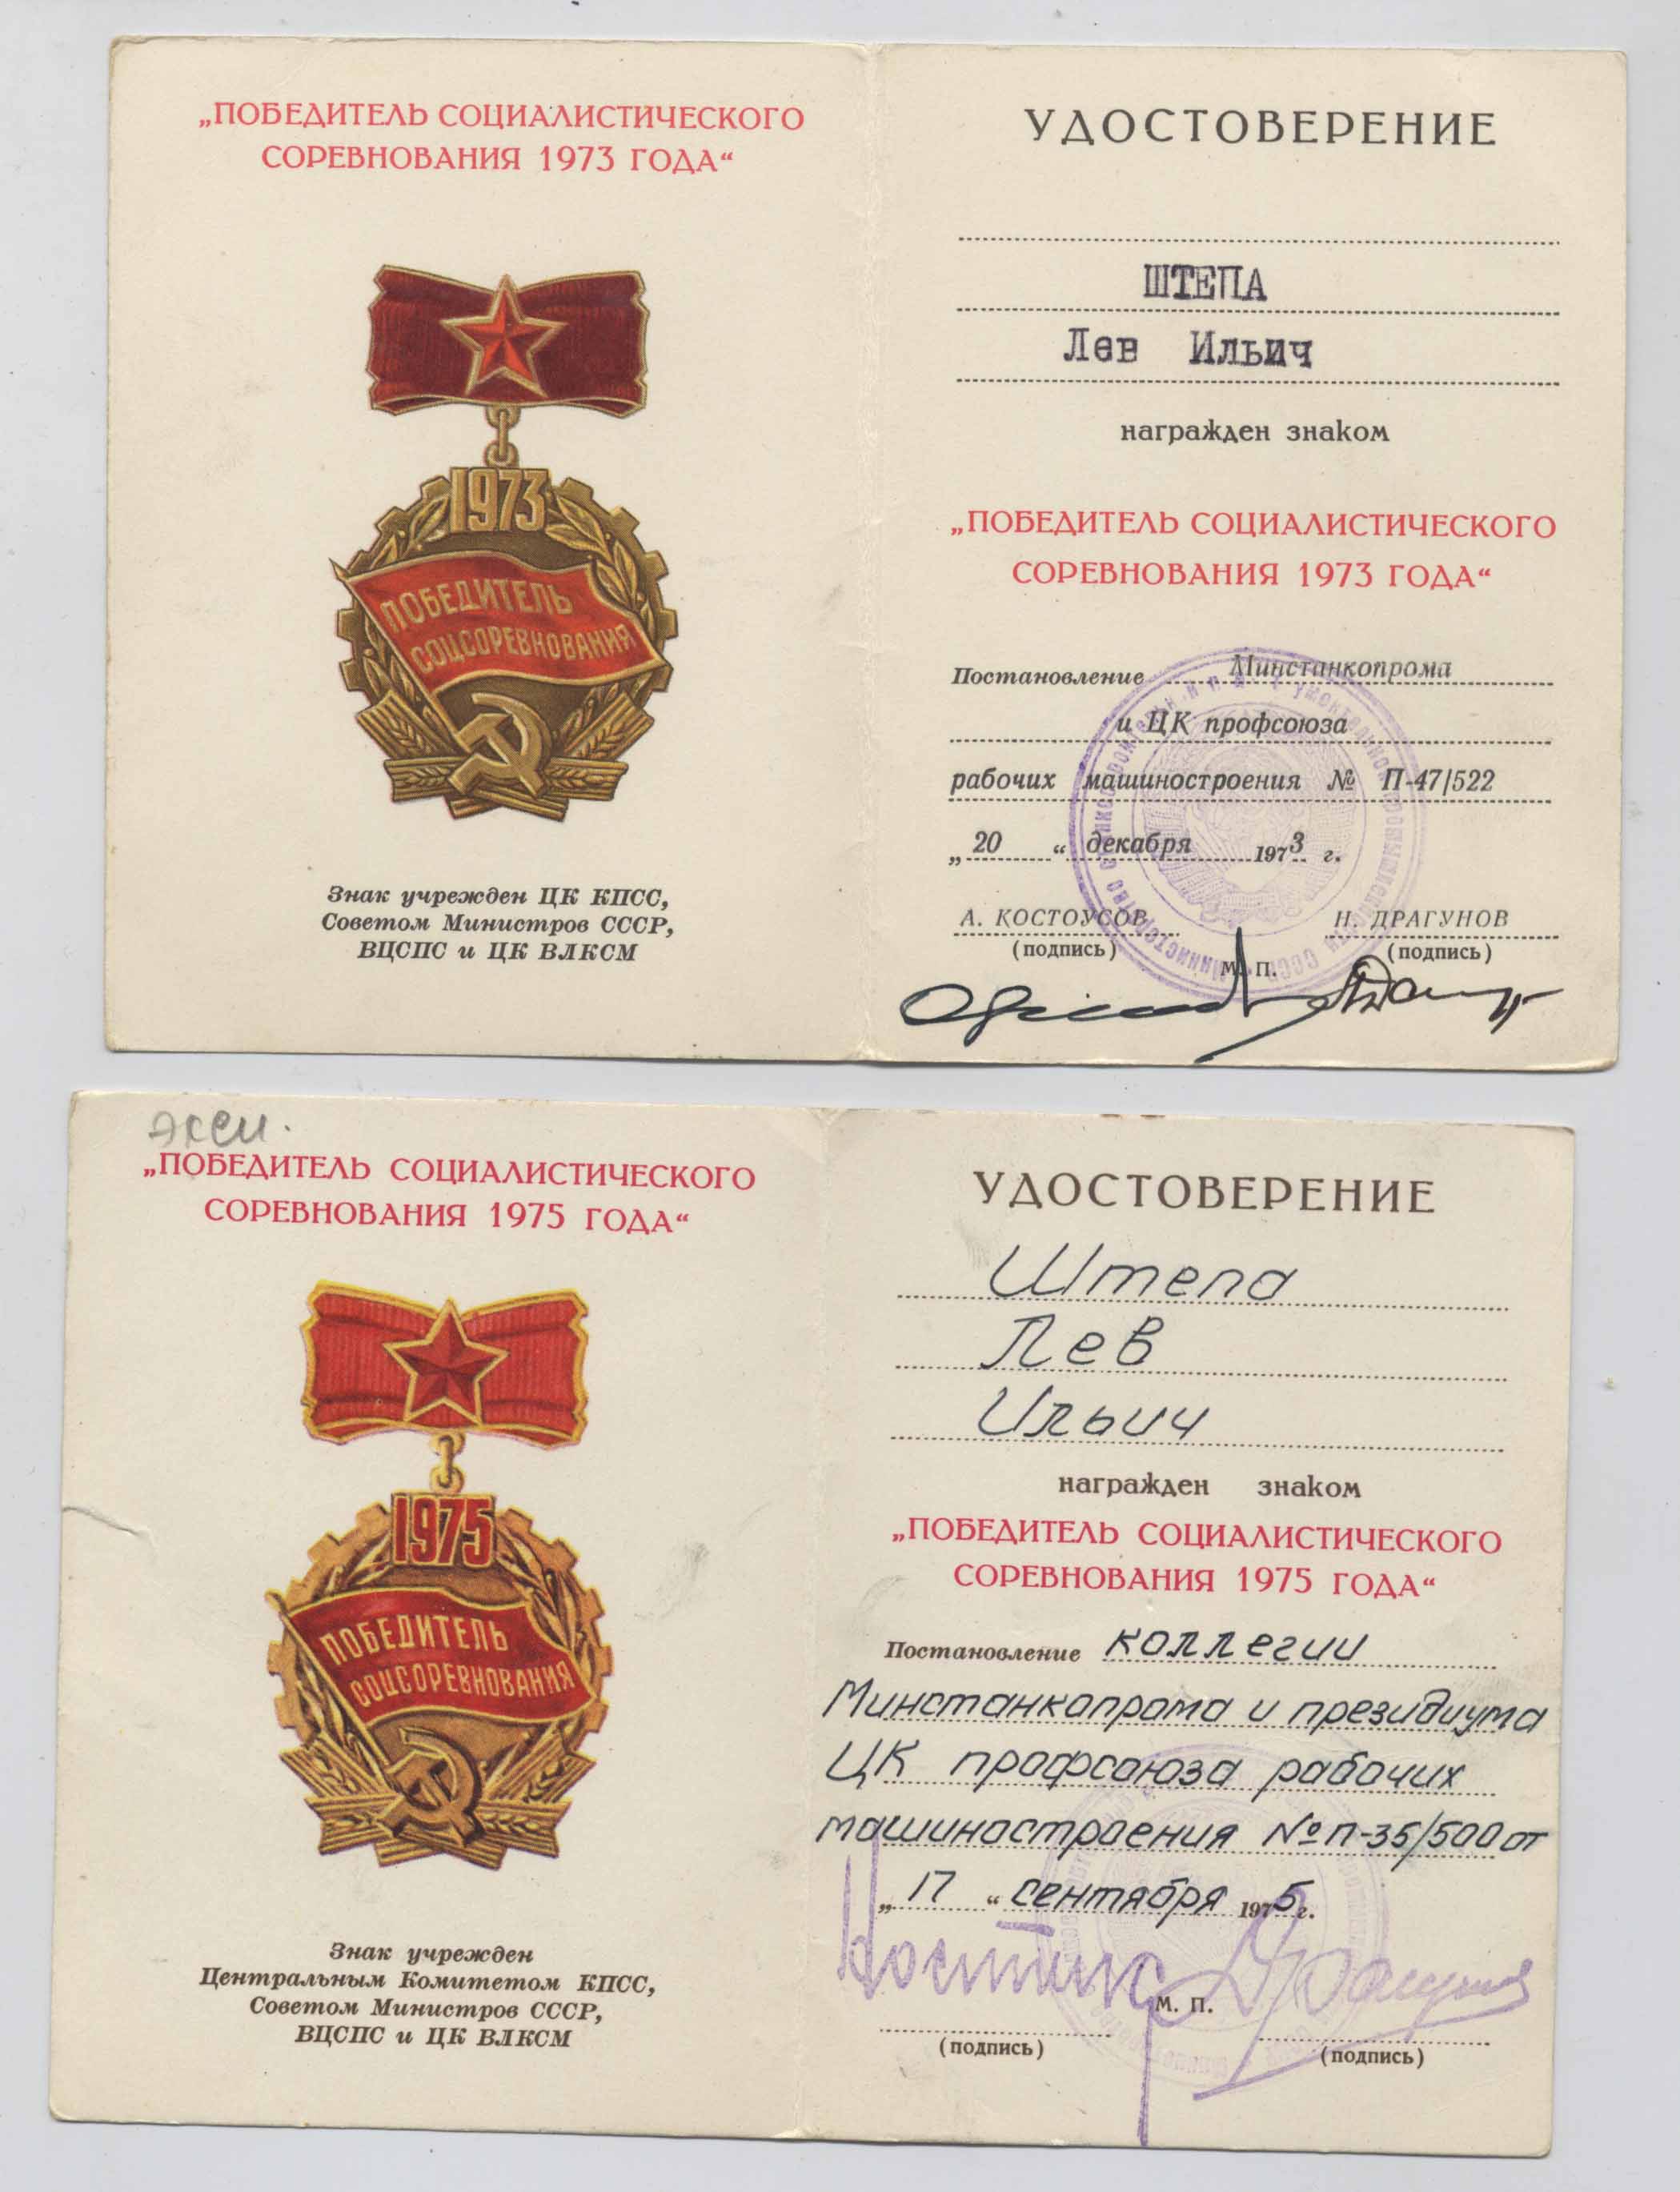 „ПОБЕДИТЕЛЬ СОЦИАЛИСТИЧЕСКОГО
СОРЕВНОВАНИЯ 1973 ГОДА“
1973
ПОБЕДИТЕЛЬ
СОЦСОРЕВНОВАНИЯ
Знак учрежден ЦК КПСС,
Советом Министров СССР,
ВЦСПС и ЦК ВЛКСМ
УДОСТОВЕРЕНИЕ
ШТЕПА
Лев Ильич
награжден знаком
„ПОБЕДИТЕЛЬ СОЦИАЛИСТИЧЕСКОГО
СОРЕВНОВАНИЯ 1973 ГОДА“
Постановление Минстанкопрома
и ЦК профсоюза
рабочих машиностроения № П-47/522
„20“ декабря 1973 г.
А. КОСТОУСОВ Н. ДРАГУНОВ
(подпись) (подпись)
М. П.
„ПОБЕДИТЕЛЬ СОЦИАЛИСТИЧЕСКОГО
СОРЕВНОВАНИЯ 1975 ГОДА“
1975
ПОБЕДИТЕЛЬ
СОЦСОРЕВНОВАНИЯ
Знак учрежден
Центральным Комитетом КПСС,
Советом Министров СССР,
ВЦСПС и ЦК ВЛКСМ
УДОСТОВЕРЕНИЕ
Штепа
Лев
Ильич
награжден знаком
„ПОБЕДИТЕЛЬ СОЦИАЛИСТИЧЕСКОГО
СОРЕВНОВАНИЯ 1975 ГОДА“
Постановление коллегии
Минстанкопрома и президиума
ЦК профсоюза рабочих
машиностроения № П-35/500 от
„17“ сентября 1975 г.
М. П.
(подпись) (подпись)